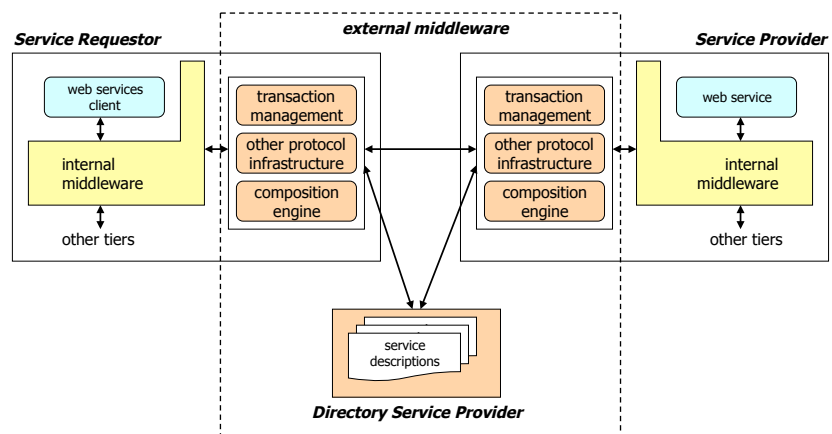 external middleware
Service Requestor
Service Provider
web services
client
internal
middleware
other tiers
transaction
management
other protocol
infrastructure
composition
engine
transaction
management
other protocol
infrastructure
composition
engine
web service
internal
middleware
other tiers
service
descriptions
Directory Service Provider